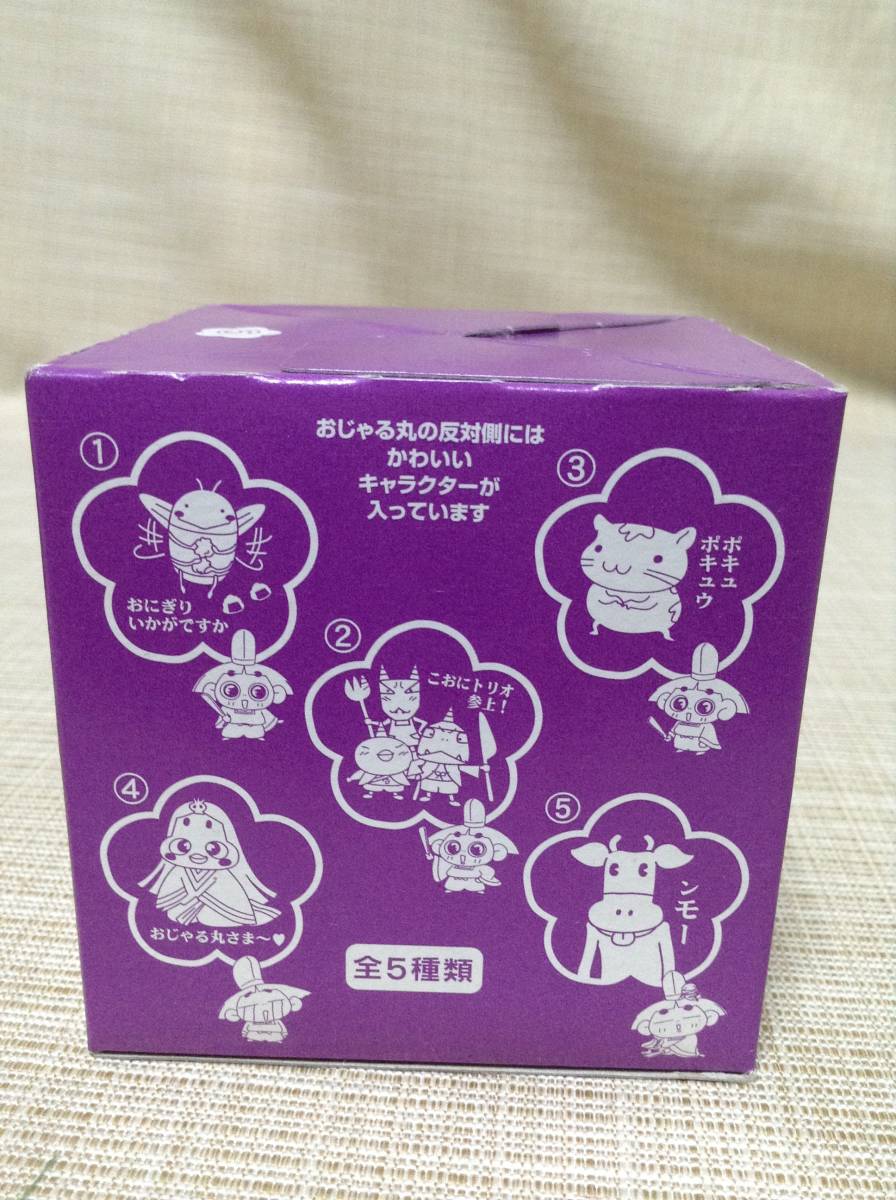 おじゃる丸の反対側には
かわいい
キャラクターが
入っています
①
おにぎり
いかがですか
②
こおにトリオ
参上!
③
ポキュ
ポキュウ
④
おじゃる丸さま〜♥
⑤
ンモー
全5種類